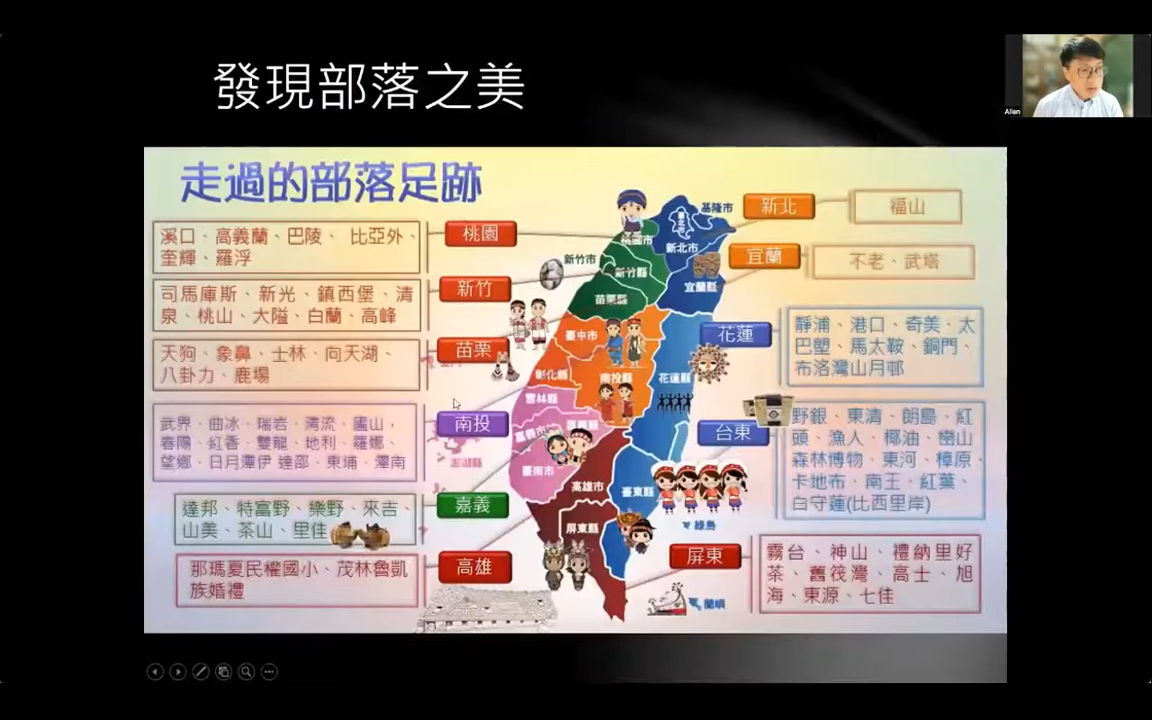 發現部落之美
Allen
走過的部落足跡
桃園
溪口、高義蘭、巴陵、 比亞外、
奎輝、羅浮
新竹
司馬庫斯、新光、鎮西堡、清
泉、桃山、大隘、白蘭、高峰
苗栗
天狗、象鼻、士林、向天湖、
八卦力、鹿場
南投
武界、曲冰、瑞岩、清流、廬山,
春陽、紅香、雙龍、地利、羅娜、
望鄉、日月潭伊 達邵、東埔、潭南
嘉義
達邦、特富野、樂野、來吉、
山美、茶山、里佳
高雄
那瑪夏民權國小、茂林魯凱
族婚禮
基隆市
臺北市
新北市
桃園市
新竹市
新竹縣
宜蘭縣
苗栗縣
臺中市
彰化縣
南投縣
花蓮縣
雲林縣
嘉義市
嘉義縣
澎湖縣
臺南市
高雄市
臺東縣
屏東縣
綠島
蘭嶼
新北
福山
宜蘭
不老、武塔
花蓮
靜浦、港口、奇美、太
巴塱、馬太鞍、銅門、
布洛灣山月邨
台東
野銀、東清、朗島、紅
頭、漁人、椰油、巒山
森林博物、東河、樟原、
卡地布、南王、紅葉、
白守蓮(比西里岸)
屏東
霧台、神山、禮納里好
茶、舊筏灣、高士、旭
海、東源、七佳